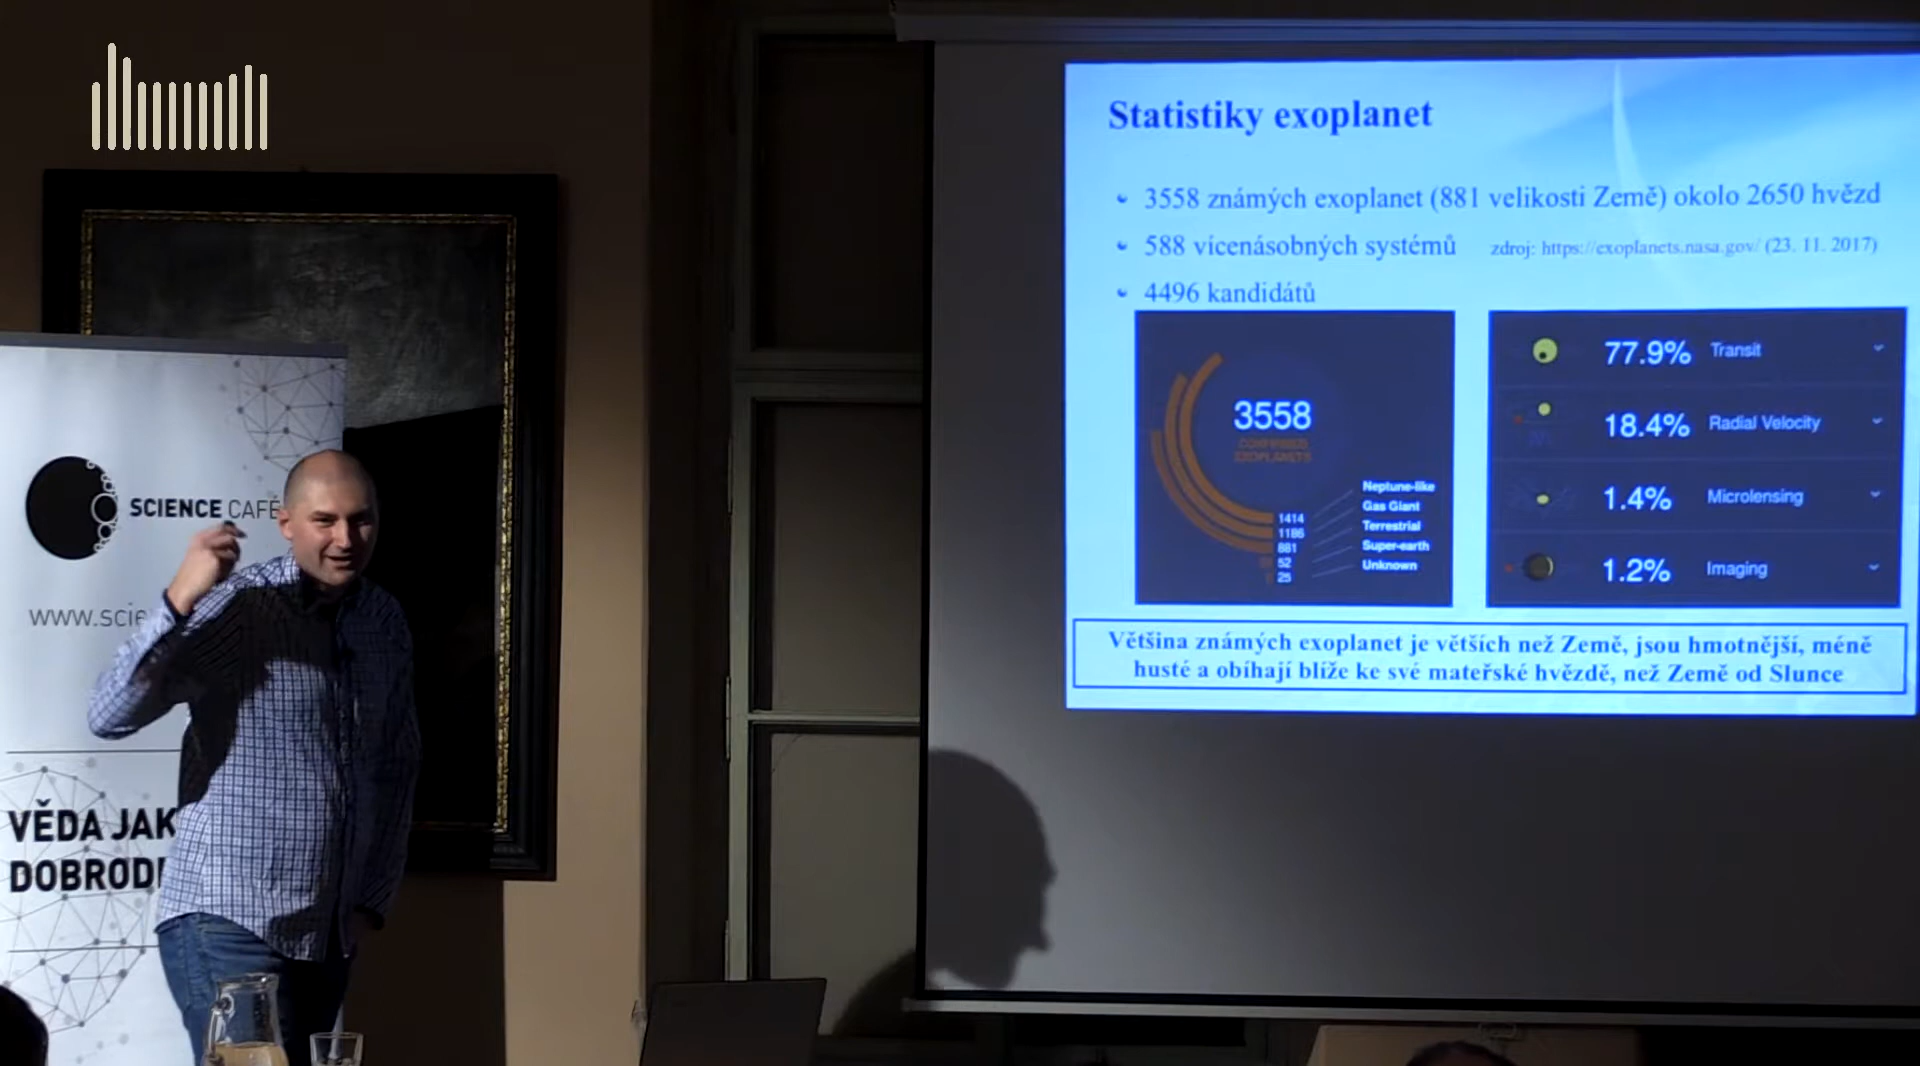 SCIENCE CAFÉ
www.scie
VĚDA JAK
DOBROD
Statistiky exoplanet
3558 známých exoplanet (881 velikosti Země) okolo 2650 hvězd
588 vícenásobných systémů zdroj: https://exoplanets.nasa.gov/ (23. 11. 2017)
4496 kandidátů
3558
CONFIRMED
EXOPLANETS
1414
1186
881
52
25
Neptune-like
Gas Giant
Terrestrial
Super-earth
Unknown
77.9% Transit
18.4% Radial Velocity
1.4% Microlensing
1.2% Imaging
Většina známých exoplanet je větších než Země, jsou hmotnější, méně
husté a obíhají blíže ke své mateřské hvězdě, než Země od Slunce